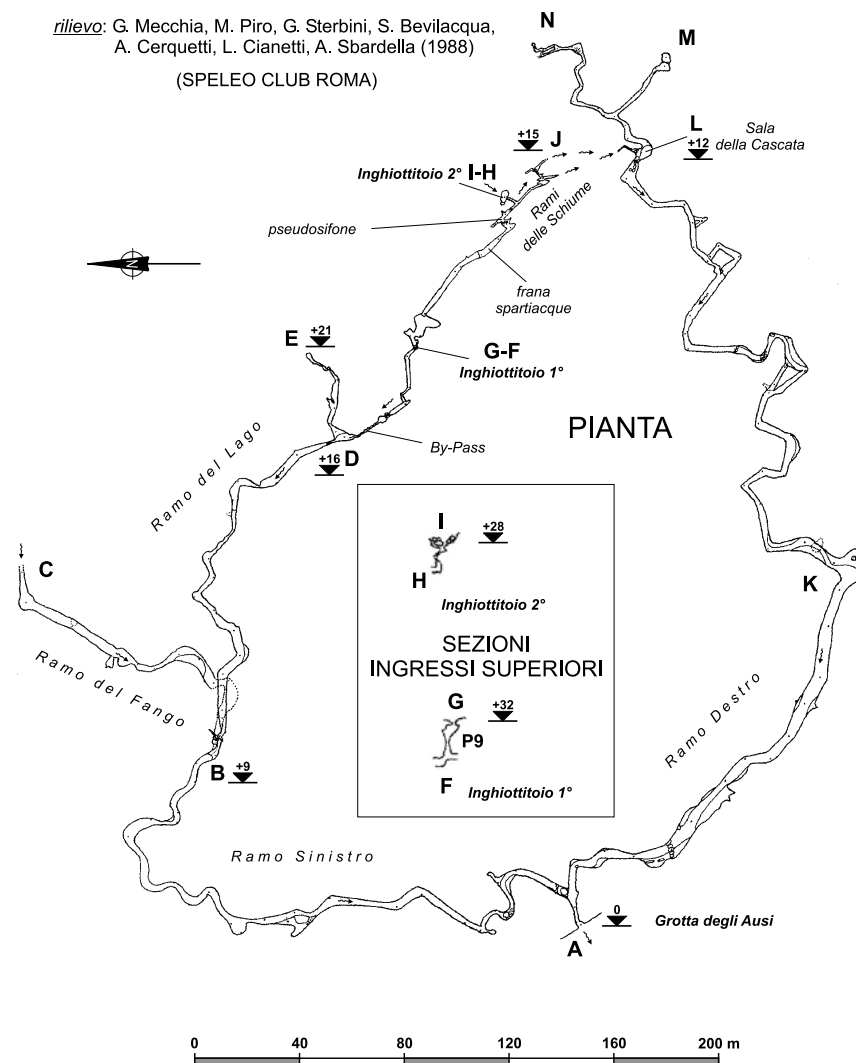 rilievo: G. Mecchia, M. Piro, G. Sterbini, S. Bevilacqua,
A. Cerquetti, L. Cianetti, A. Sbardella (1988)
(SPELEO CLUB ROMA)
N
M
L
Sala
della Cascata
+12
+15
J
Inghiottitoio 2° I-H
pseudosifone
Rami
delle Schiume
N
frana
spartiacque
E
+21
G-F
Inghiottitoio 1°
PIANTA
By-Pass
Ramo del Lago
+16
D
C
K
I
+28
H
Inghiottitoio 2°
SEZIONI
INGRESSI SUPERIORI
G
+32
P9
F
Inghiottitoio 1°
Ramo del Fango
Ramo Destro
B
+9
Ramo Sinistro
0
Grotta degli Ausi
A
0 40 80 120 160 200 m